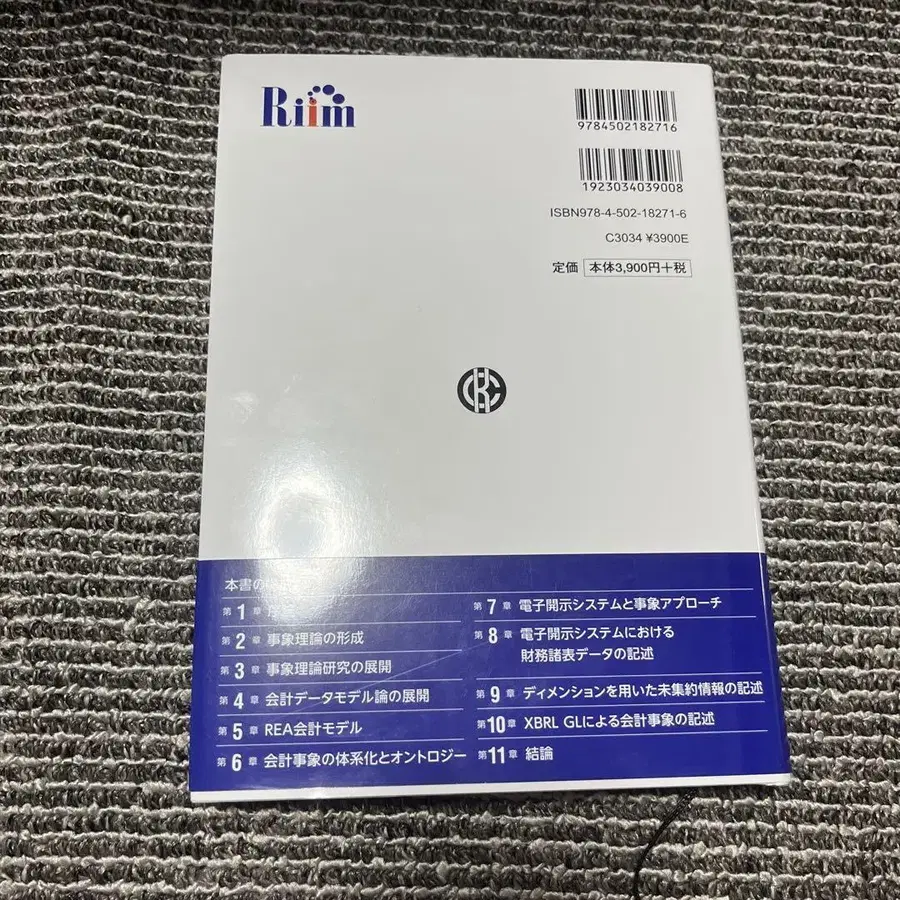 Riim
9784502182716
1923034039008
ISBN978-4-502-18271-6
C3034 ¥3900E
定価 本体3,900円+税
本書の
第1章
第2章 事象理論の形成
第3章 事象理論研究の展開
第4章 会計データモデル論の展開
第5章 REA会計モデル
第6章 会計事象の体系化とオントロジー
第7章 電子開示システムと事象アプローチ
第8章 電子開示システムにおける
財務諸表データの記述
第9章 ディメンションを用いた未集約情報の記述
第10章 XBRL GLによる会計事象の記述
第11章 結論